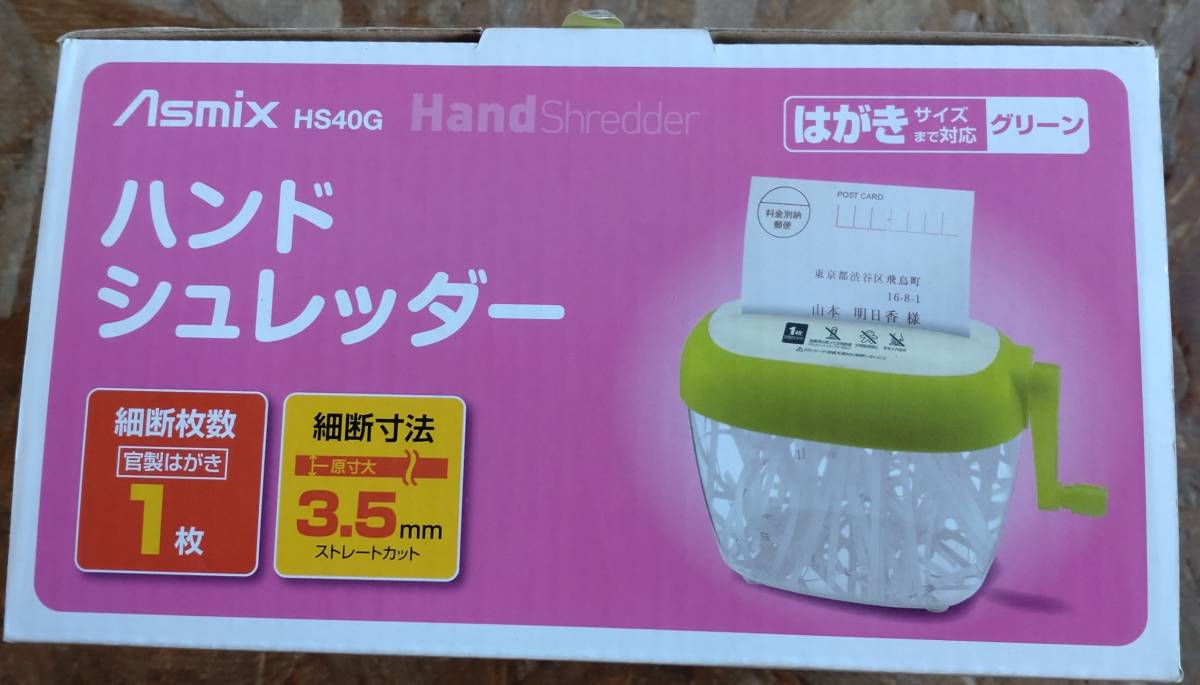 Asmix HS40G Hand Shredder
はがき サイズまで対応 グリーン
ハンド
シュレッダー
細断枚数
官製はがき
1枚
細断寸法
原寸大
3.5mm
ストレートカット
POST CARD
料金別納
郵便
東京都渋谷区飛鳥町
16-8-1
山本 明日香 様
1枚